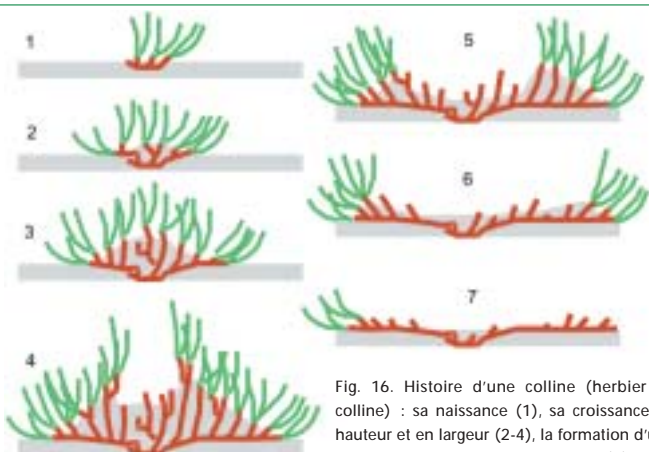 1
2
3
4
5
6
7
Fig. 16. Histoire d'une colline (herbier
colline) : sa naissance (1), sa croissance
hauteur et en largeur (2-4), la formation d'u